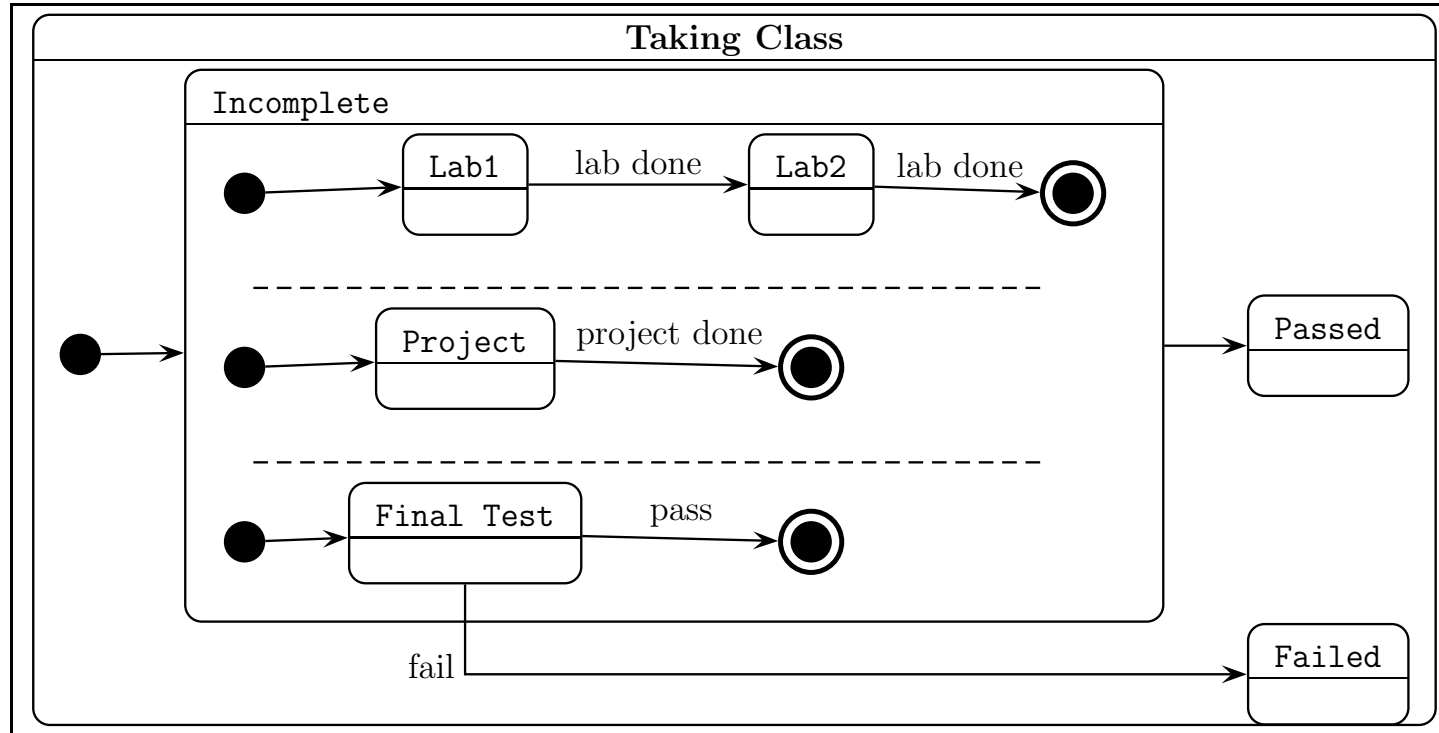 Taking Class
Incomplete
Lab1
lab done
Lab2
lab done
Project
project done
Passed
Final Test
pass
fail
Failed